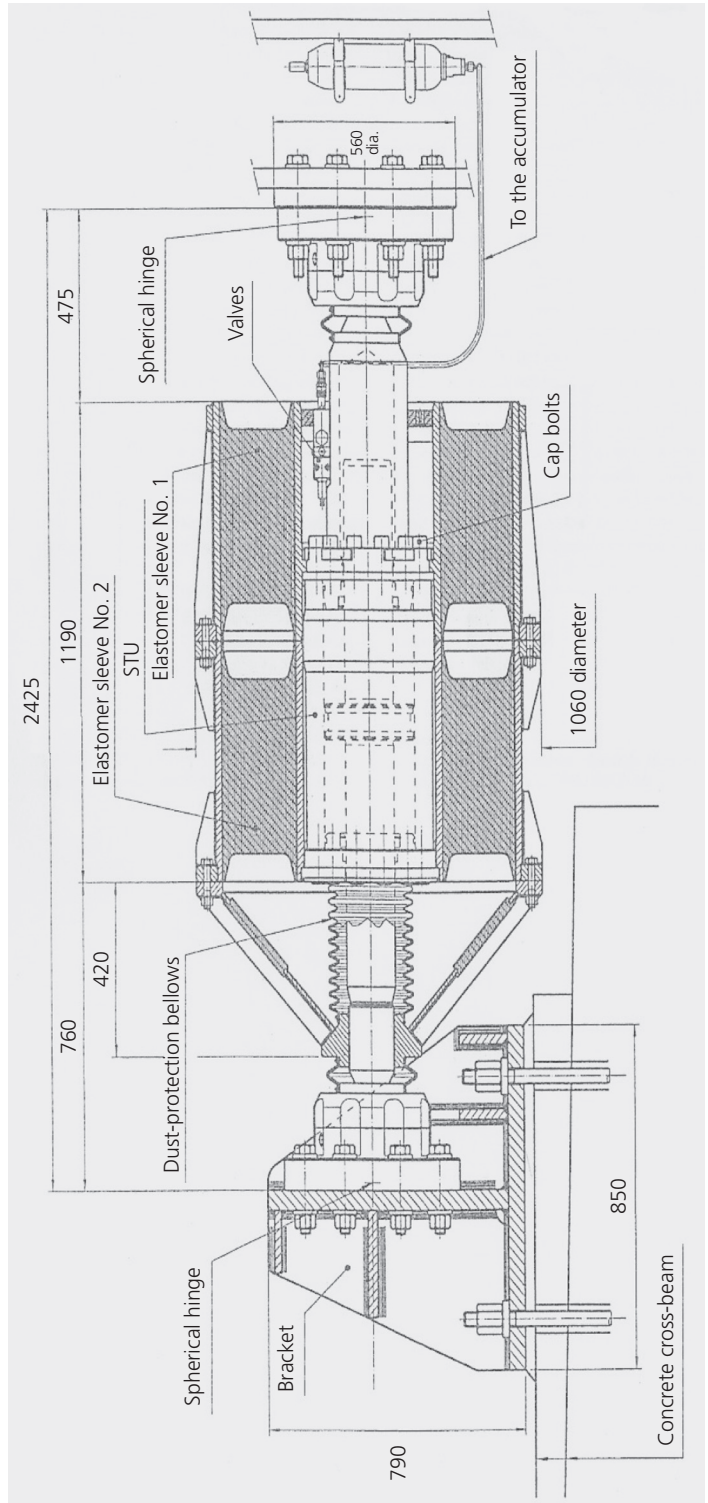 2425
760
1190
475
420
Spherical hinge
Bracket
Dust-protection bellows
Elastomer sleeve No. 2
STU
Elastomer sleeve No. 1
Valves
Spherical hinge
560
dia.
To the accumulator
Cap bolts
1060 diameter
790
850
Concrete cross-beam